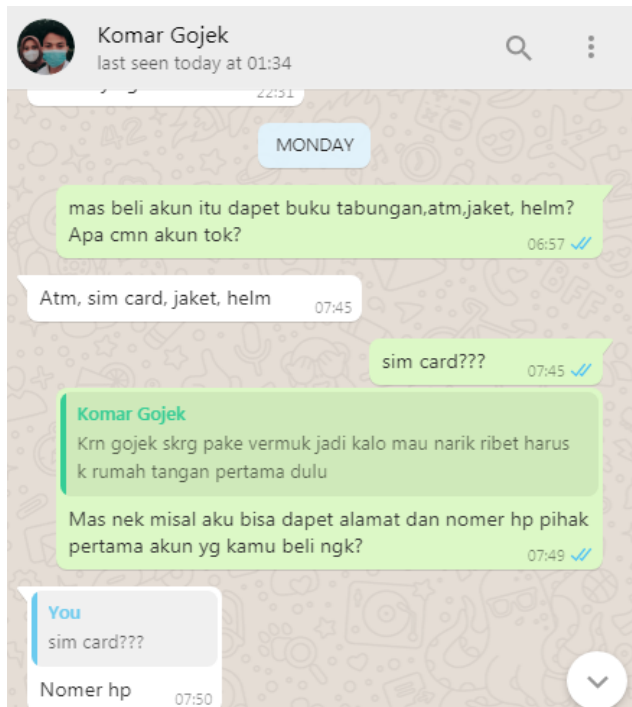 Komar Gojek
last seen today at 01:34
22:51
MONDAY
mas beli akun itu dapet buku tabungan,atm,jaket, helm?
Apa cmn akun tok?
06:57
Atm, sim card, jaket, helm
07:45
sim card???
07:45
Komar Gojek
Krn gojek skrg pake vermuk jadi kalo mau narik ribet harus
k rumah tangan pertama dulu
Mas nek misal aku bisa dapet alamat dan nomer hp pihak
pertama akun yg kamu beli ngk?
07:49
You
sim card???
Nomer hp
07:50